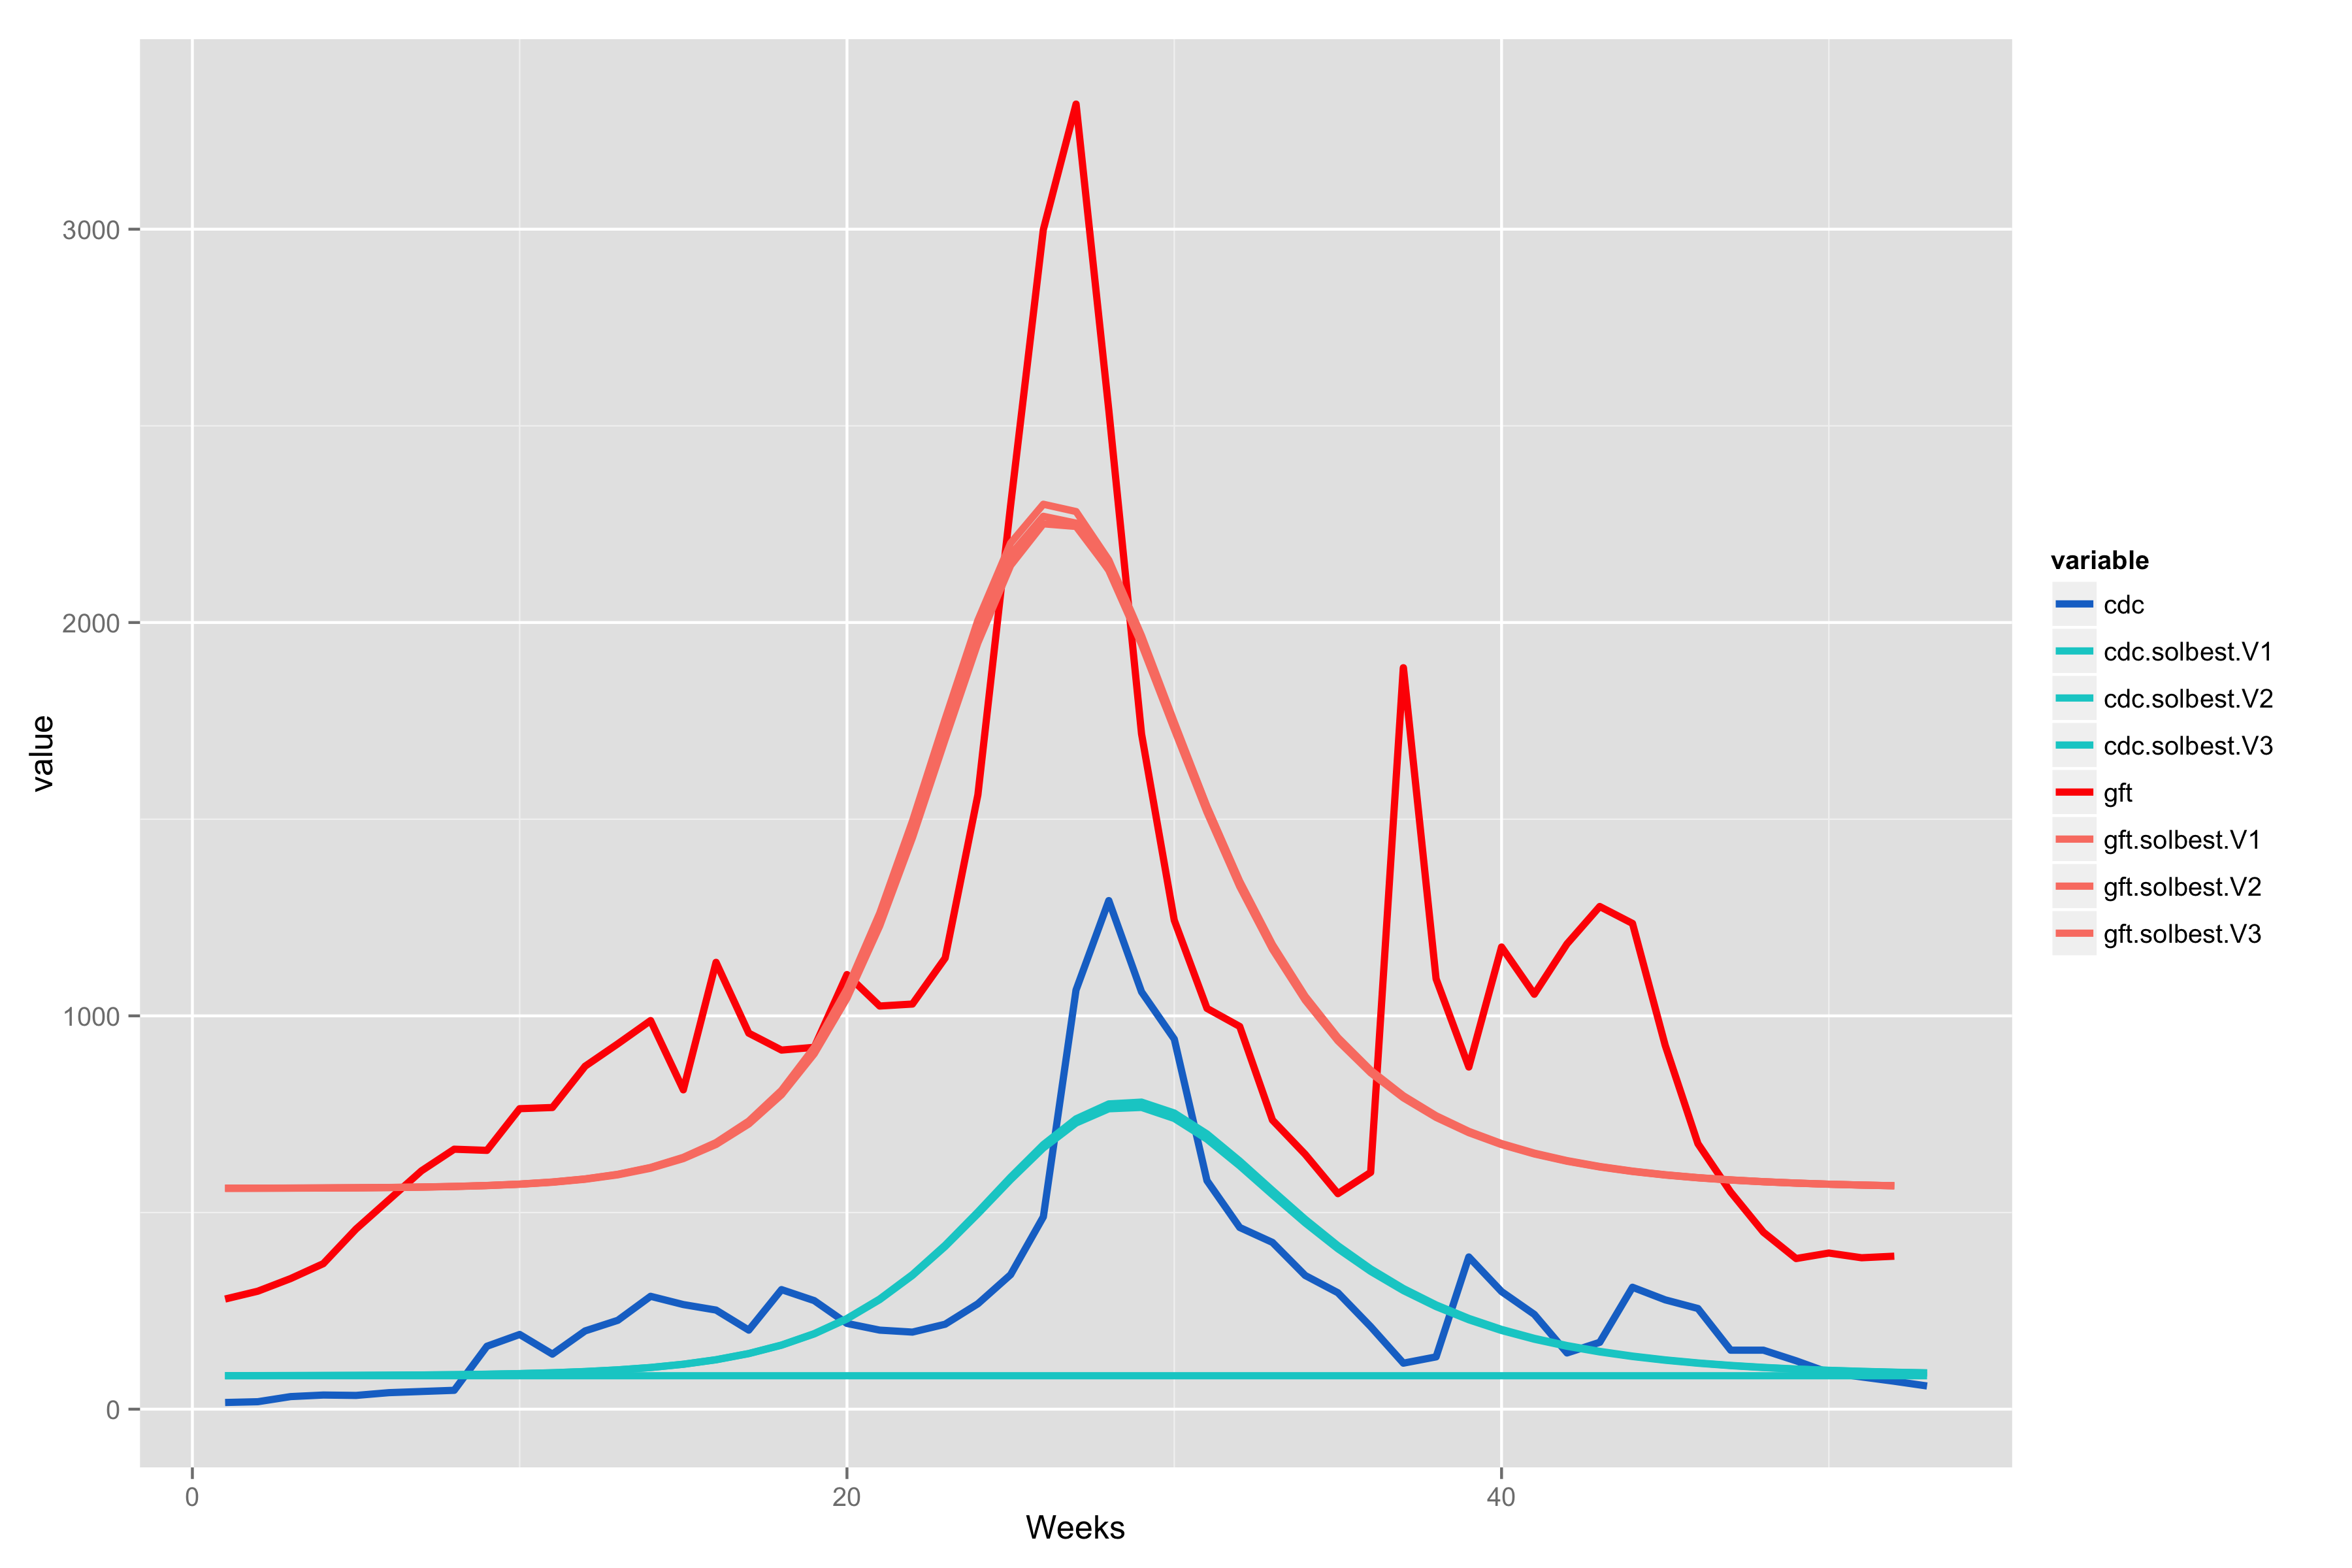 3000
2000
1000
0
value
0
20
40
Weeks
variable
cdc
cdc.solbest.V1
cdc.solbest.V2
cdc.solbest.V3
gft
gft.solbest.V1
gft.solbest.V2
gft.solbest.V3